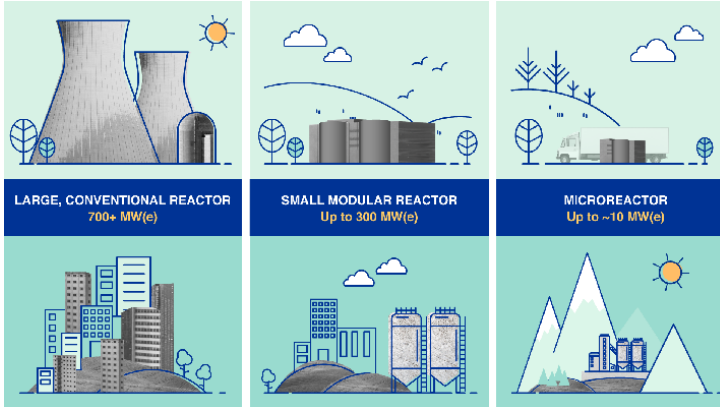 LARGE, CONVENTIONAL REACTOR
700+ MW(e)
SMALL MODULAR REACTOR
Up to 300 MW(e)
MICROREACTOR
Up to ~10 MW(e)